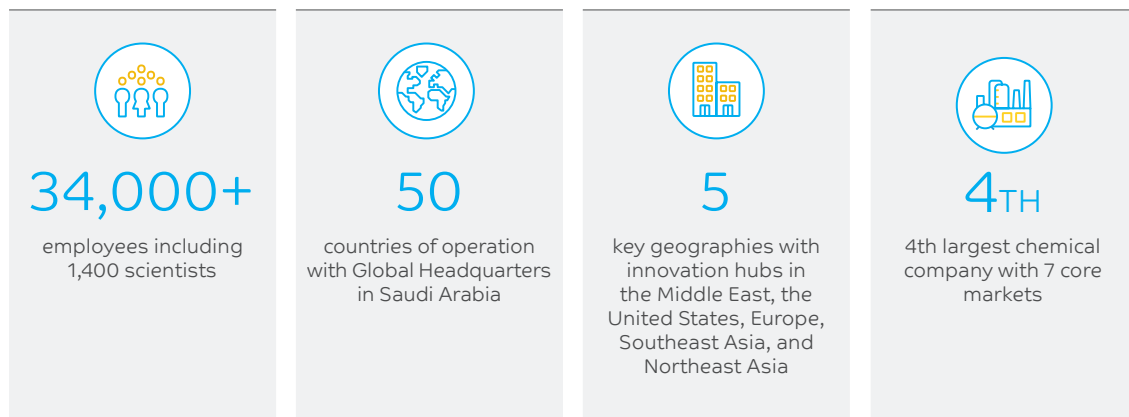 34,000+
employees including
1,400 scientists
50
countries of operation
with Global Headquarters
in Saudi Arabia
5
key geographies with
innovation hubs in
the Middle East, the
United States, Europe,
Southeast Asia, and
Northeast Asia
4TH
4th largest chemical
company with 7 core
markets